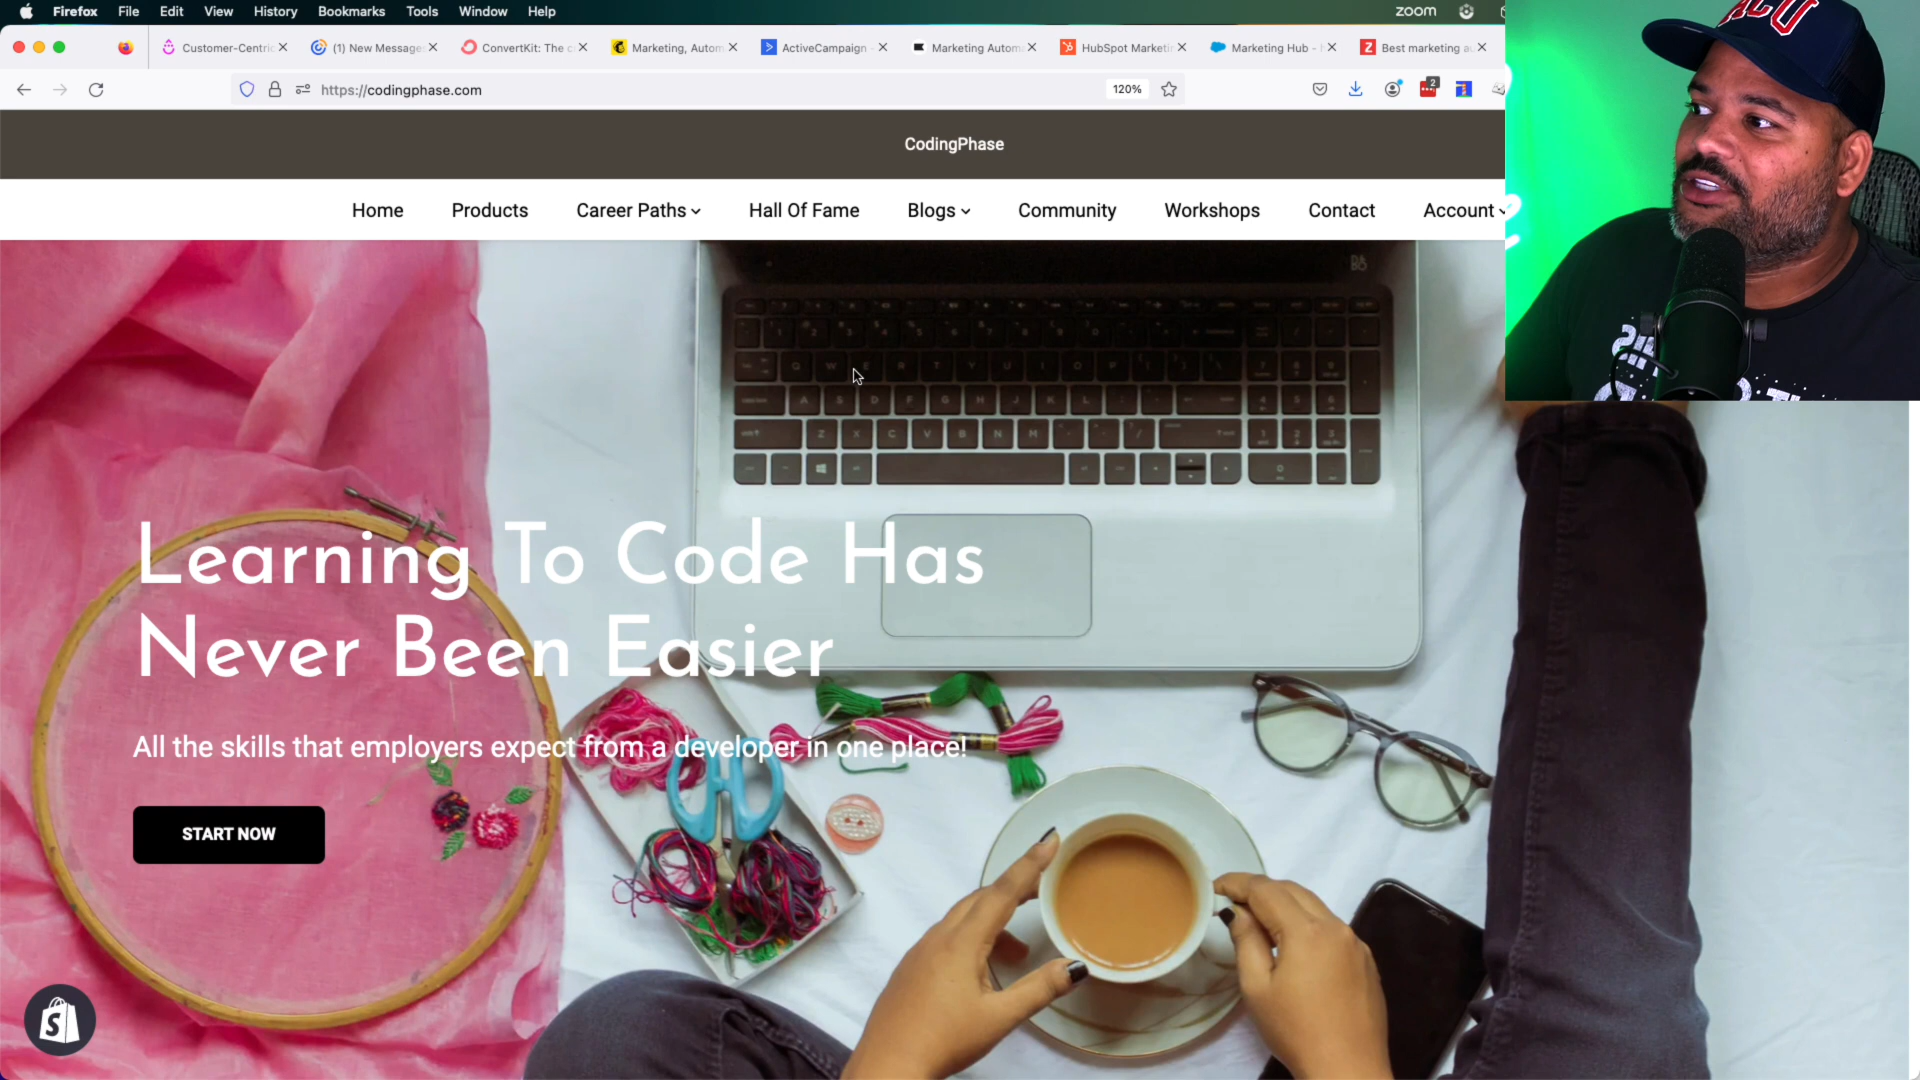 Firefox File Edit View History Bookmarks Tools Window Help zoom
Customer-Centric (1) New Message ConvertKit: The c Marketing, Autom ActiveCampaign - Marketing Autom HubSpot Marketin Marketing Hub - Best marketing au
https://codingphase.com 120% 2
CodingPhase
Home Products Career Paths Hall Of Fame Blogs Community Workshops Contact Account
Learning To Code Has
Never Been Easier
All the skills that employers expect from a developer in one place!
START NOW